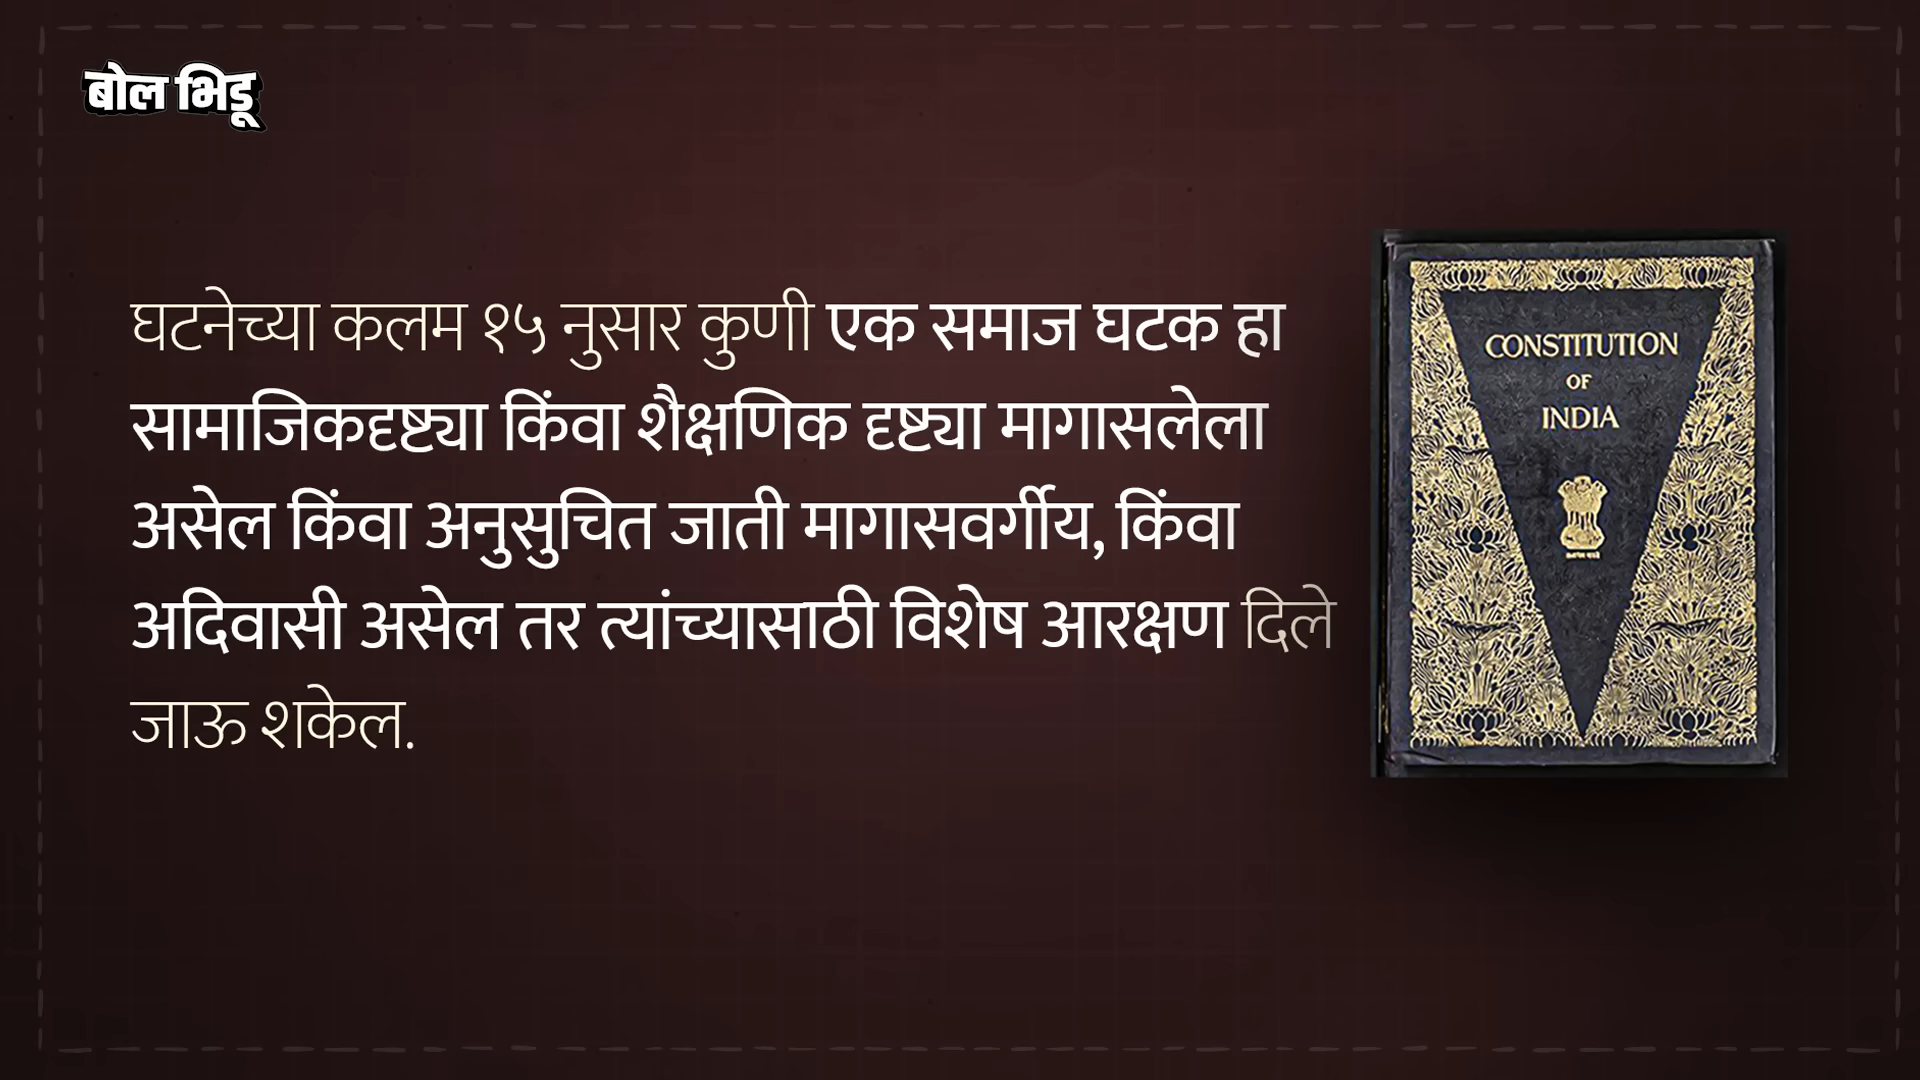 बोल भिडू
घटनेच्या कलम १५ नुसार कुणी एक समाज घटक हा
सामाजिकदृष्ट्या किंवा शैक्षणिक दृष्ट्या मागासलेला
असेल किंवा अनुसुचित जाती मागासवर्गीय, किंवा
अदिवासी असेल तर त्यांच्यासाठी विशेष आरक्षण दिले
जाऊ शकेल.
CONSTITUTION
OF
INDIA